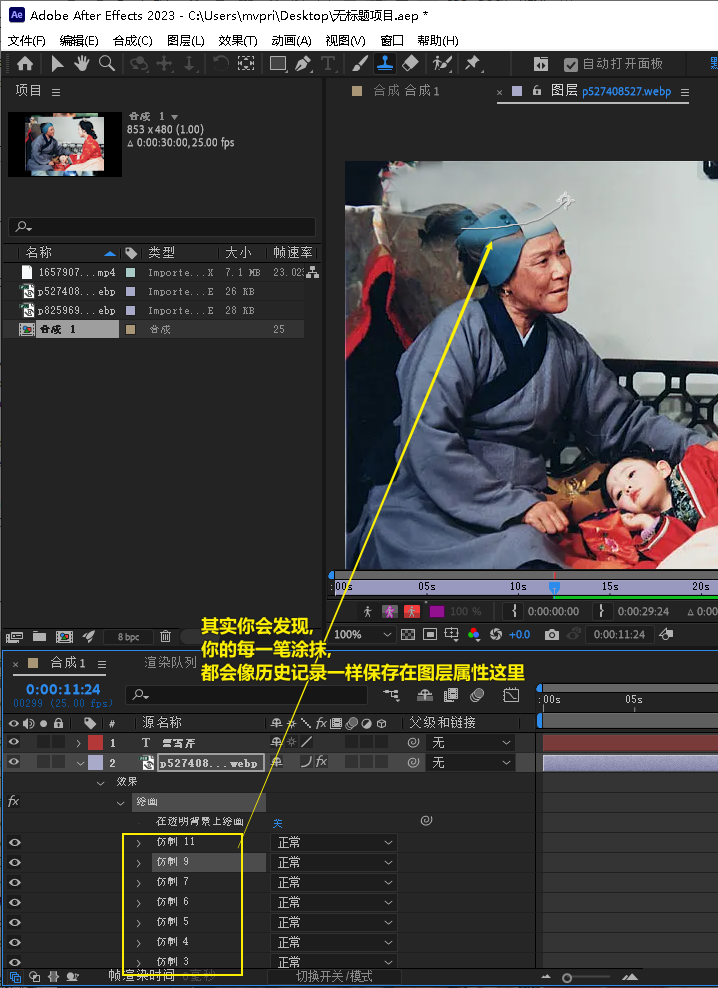 Adobe After Effects 2023 - C:\Users\mvpri\Desktop\无标题项目.aep *
文件(F) 编辑(E) 合成(C) 图层(L) 效果(T) 动画(A) 视图(V) 窗口 帮助(H)
自动打开面板
项目
合成 合成1
图层 p527408527.webp
合成 1
853 x 480 (1.00)
Δ 0:00:30:00, 25.00 fps
名称 类型 大小 帧速率
1657907...mp4 Importe...X 7.1 MB 23.02
p527408...ebp Importe...E 26 KB
p825969...ebp Importe...E 28 KB
合成 1 合成 25
:00s 05s 10s 15s 20s
100 % 0:00:00:00 0:00:29:24 Δ 0:00
8 bpc
100% +0.0 0:00:11:24
其实你会发现,
你的每一笔涂抹,
都会像历史记录一样保存在图层属性这里
合成1 渲染队列
0:00:11:24
00299 (25.00 fps)
:00s 05s
# 源名称 父级和链接
1 T 曹雪芹 无
2 p527408...webp 无
效果
fx 绘画
在透明背景上绘画 关
仿制 11 正常
仿制 9 正常
仿制 7 正常
仿制 6 正常
仿制 5 正常
仿制 4 正常
仿制 3 正常
帧渲染时间 0毫秒 切换开关/模式